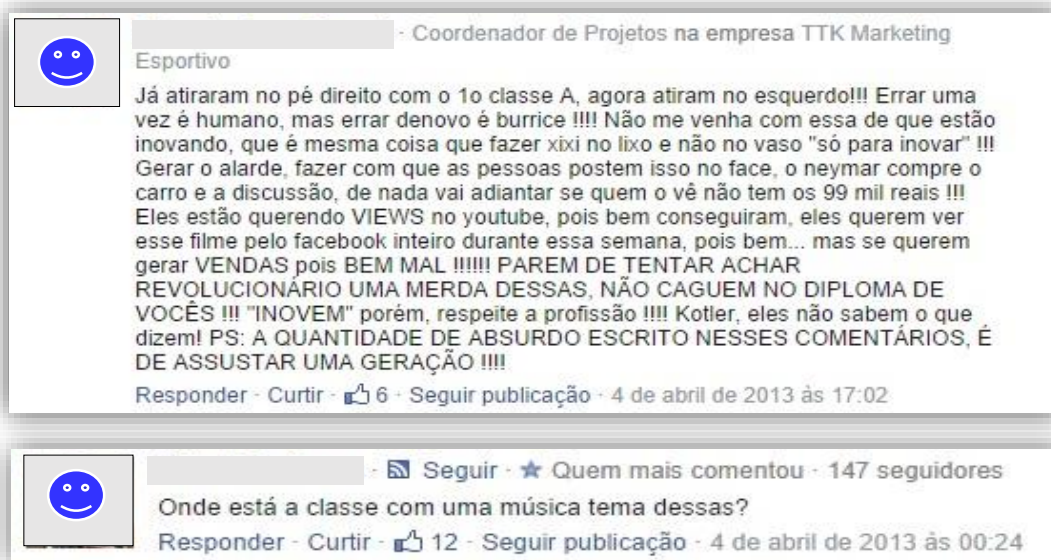 · Coordenador de Projetos na empresa TTK Marketing
Esportivo
Já atiraram no pé direito com o 1o classe A, agora atiram no esquerdo!!! Errar uma
vez é humano, mas errar denovo é burrice !!!! Não me venha com essa de que estão
inovando, que é mesma coisa que fazer xixi no lixo e não no vaso "só para inovar" !!!
Gerar o alarde, fazer com que as pessoas postem isso no face, o neymar compre o
carro e a discussão, de nada vai adiantar se quem o vê não tem os 99 mil reais !!!
Eles estão querendo VIEWS no youtube, pois bem conseguiram, eles querem ver
esse filme pelo facebook inteiro durante essa semana, pois bem... mas se querem
gerar VENDAS pois BEM MAL !!!!!! PAREM DE TENTAR ACHAR
REVOLUCIONÁRIO UMA MERDA DESSAS, NÃO CAGUEM NO DIPLOMA DE
VOCÊS !!! "INOVEM" porém, respeite a profissão !!!! Kotler, eles não sabem o que
dizem! PS: A QUANTIDADE DE ABSURDO ESCRITO NESSES COMENTÁRIOS, É
DE ASSUSTAR UMA GERAÇÃO !!!!
Responder · Curtir · 6 · Seguir publicação · 4 de abril de 2013 às 17:02
· Seguir · Quem mais comentou · 147 seguidores
Onde está a classe com uma música tema dessas?
Responder · Curtir · 12 · Seguir publicação · 4 de abril de 2013 às 00:24